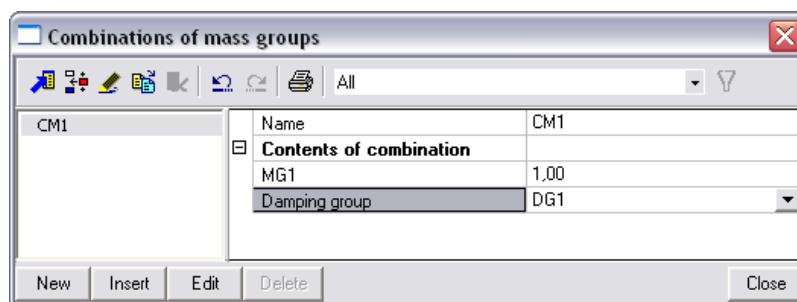 Combinations of mass groups
All
CM1
Name CM1
Contents of combination
MG1 1,00
Damping group DG1
New Insert Edit Delete Close